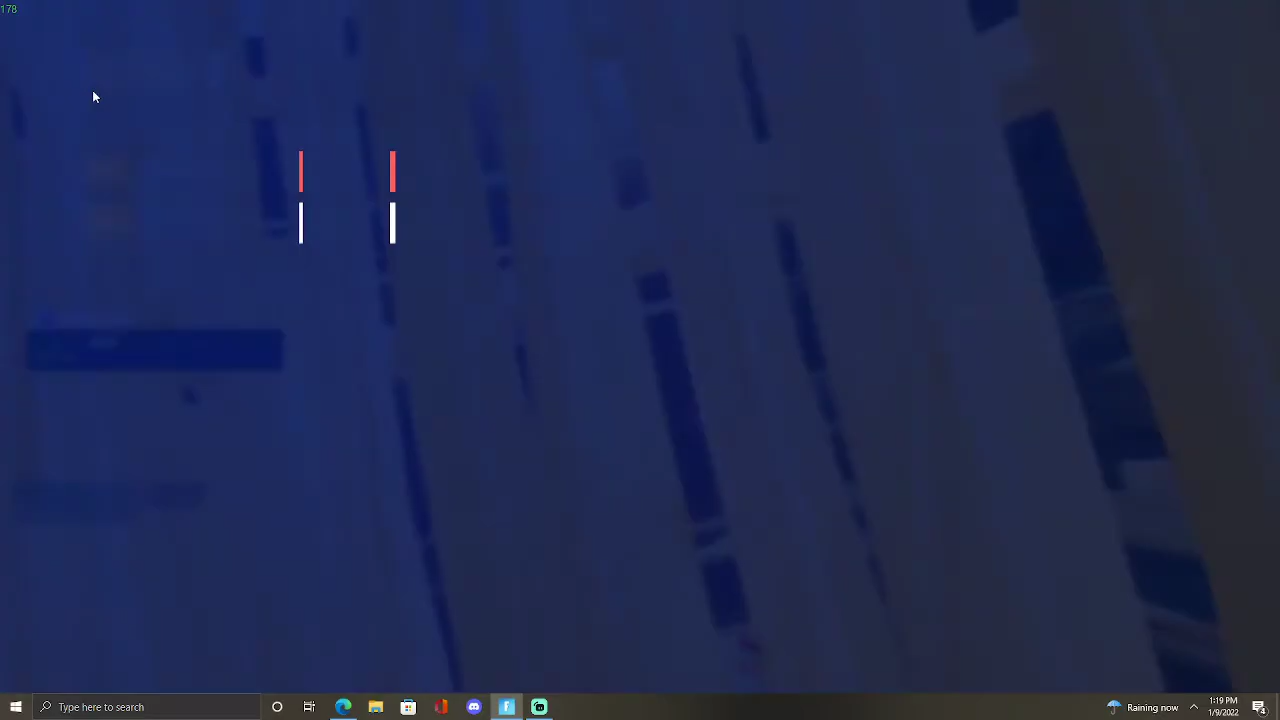 178
Type here to search
Raining now
1:19 PM
1/9/2022